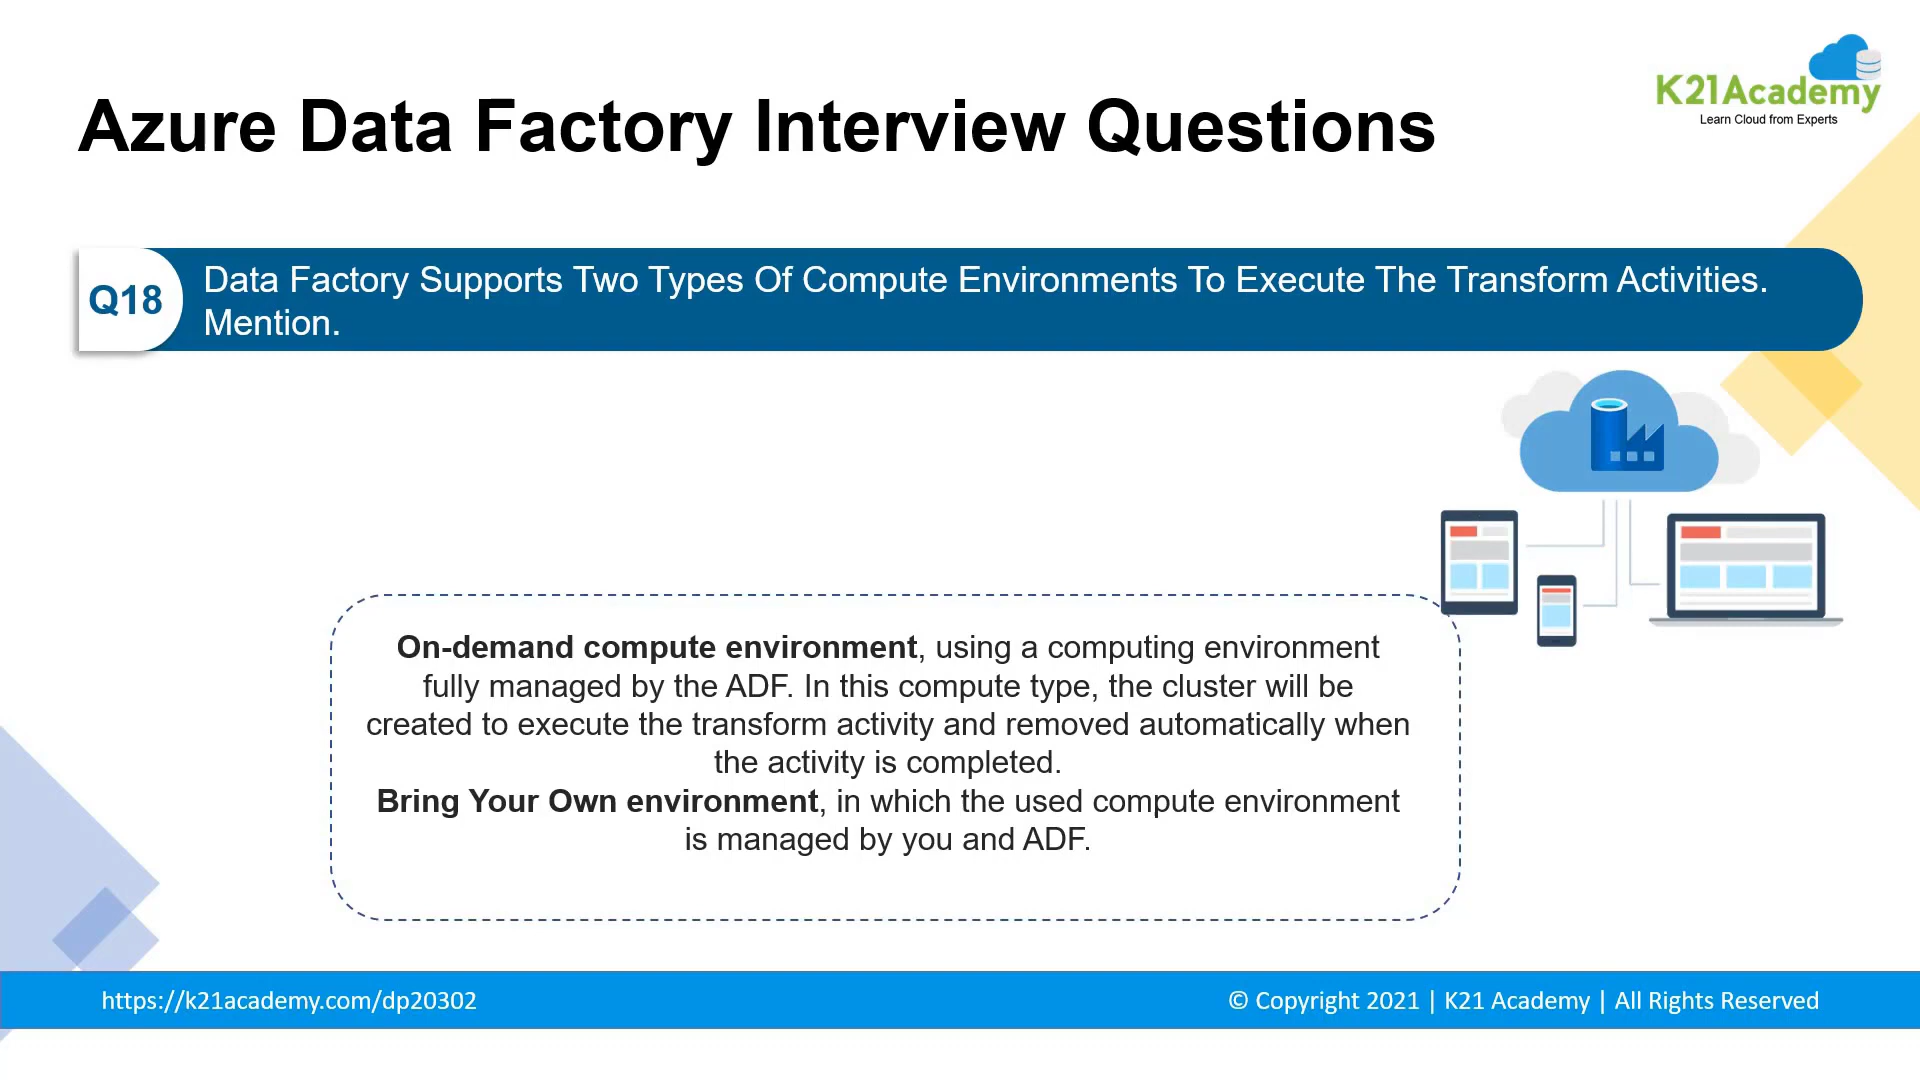 K21Academy
Learn Cloud from Experts
Azure Data Factory Interview Questions
Q18
Data Factory Supports Two Types Of Compute Environments To Execute The Transform Activities.
Mention.
On-demand compute environment, using a computing environment
fully managed by the ADF. In this compute type, the cluster will be
created to execute the transform activity and removed automatically when
the activity is completed.
Bring Your Own environment, in which the used compute environment
is managed by you and ADF.
https://k21academy.com/dp20302
© Copyright 2021 | K21 Academy | All Rights Reserved